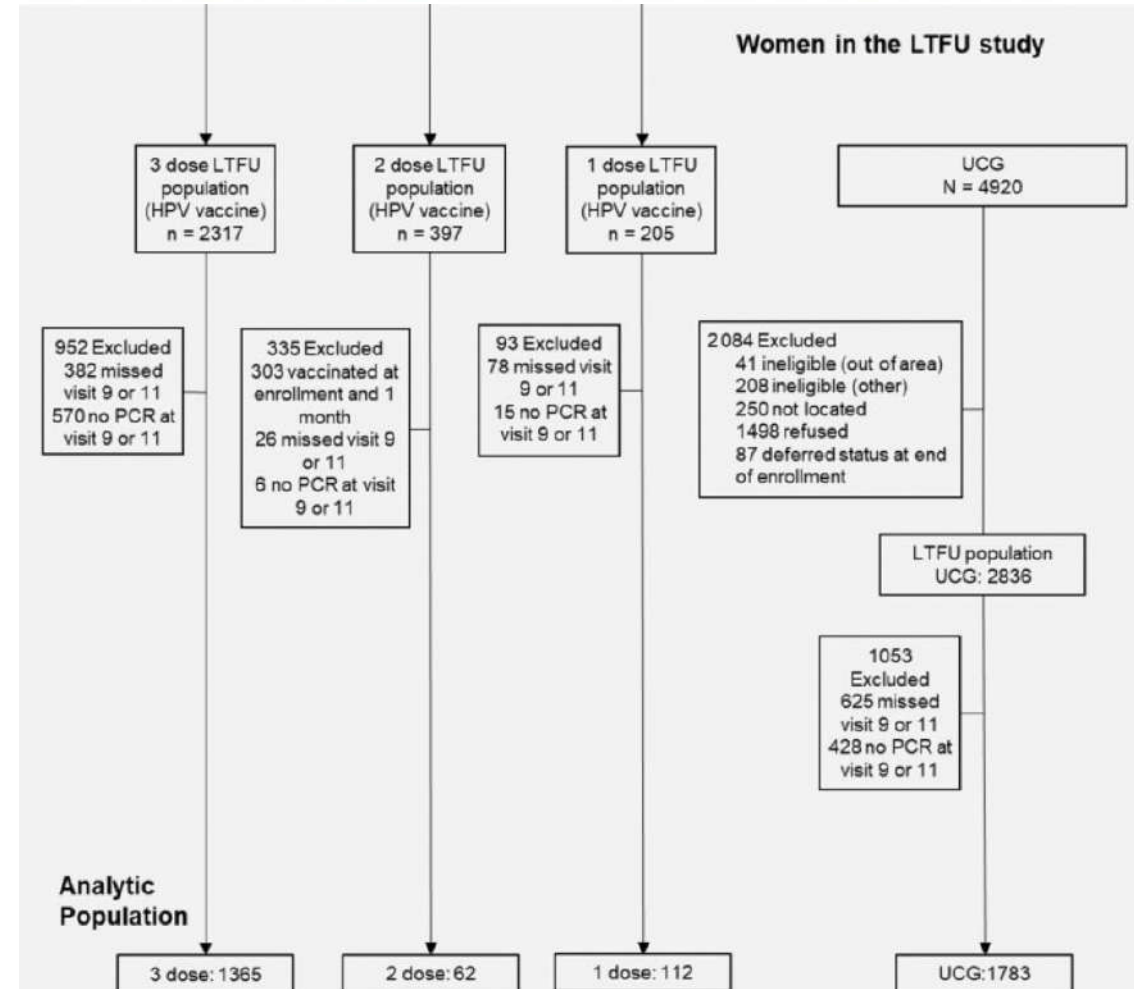 Women in the LTFU study
3 dose LTFU
population
(HPV vaccine)
n = 2317
2 dose LTFU
population
(HPV vaccine)
n = 397
1 dose LTFU
population
(HPV vaccine)
n = 205
UCG
N = 4920
952 Excluded
382 missed
visit 9 or 11
570 no PCR at
visit 9 or 11
335 Excluded
303 vaccinated at
enrollment and 1
month
26 missed visit 9
or 11
6 no PCR at visit
9 or 11
93 Excluded
78 missed visit
9 or 11
15 no PCR at
visit 9 or 11
2084 Excluded
41 ineligible (out of area)
208 ineligible (other)
250 not located
1498 refused
87 deferred status at end
of enrollment
LTFU population
UCG: 2836
1053
Excluded
625 missed
visit 9 or 11
428 no PCR at
visit 9 or 11
Analytic
Population
3 dose: 1365
2 dose: 62
1 dose: 112
UCG:1783